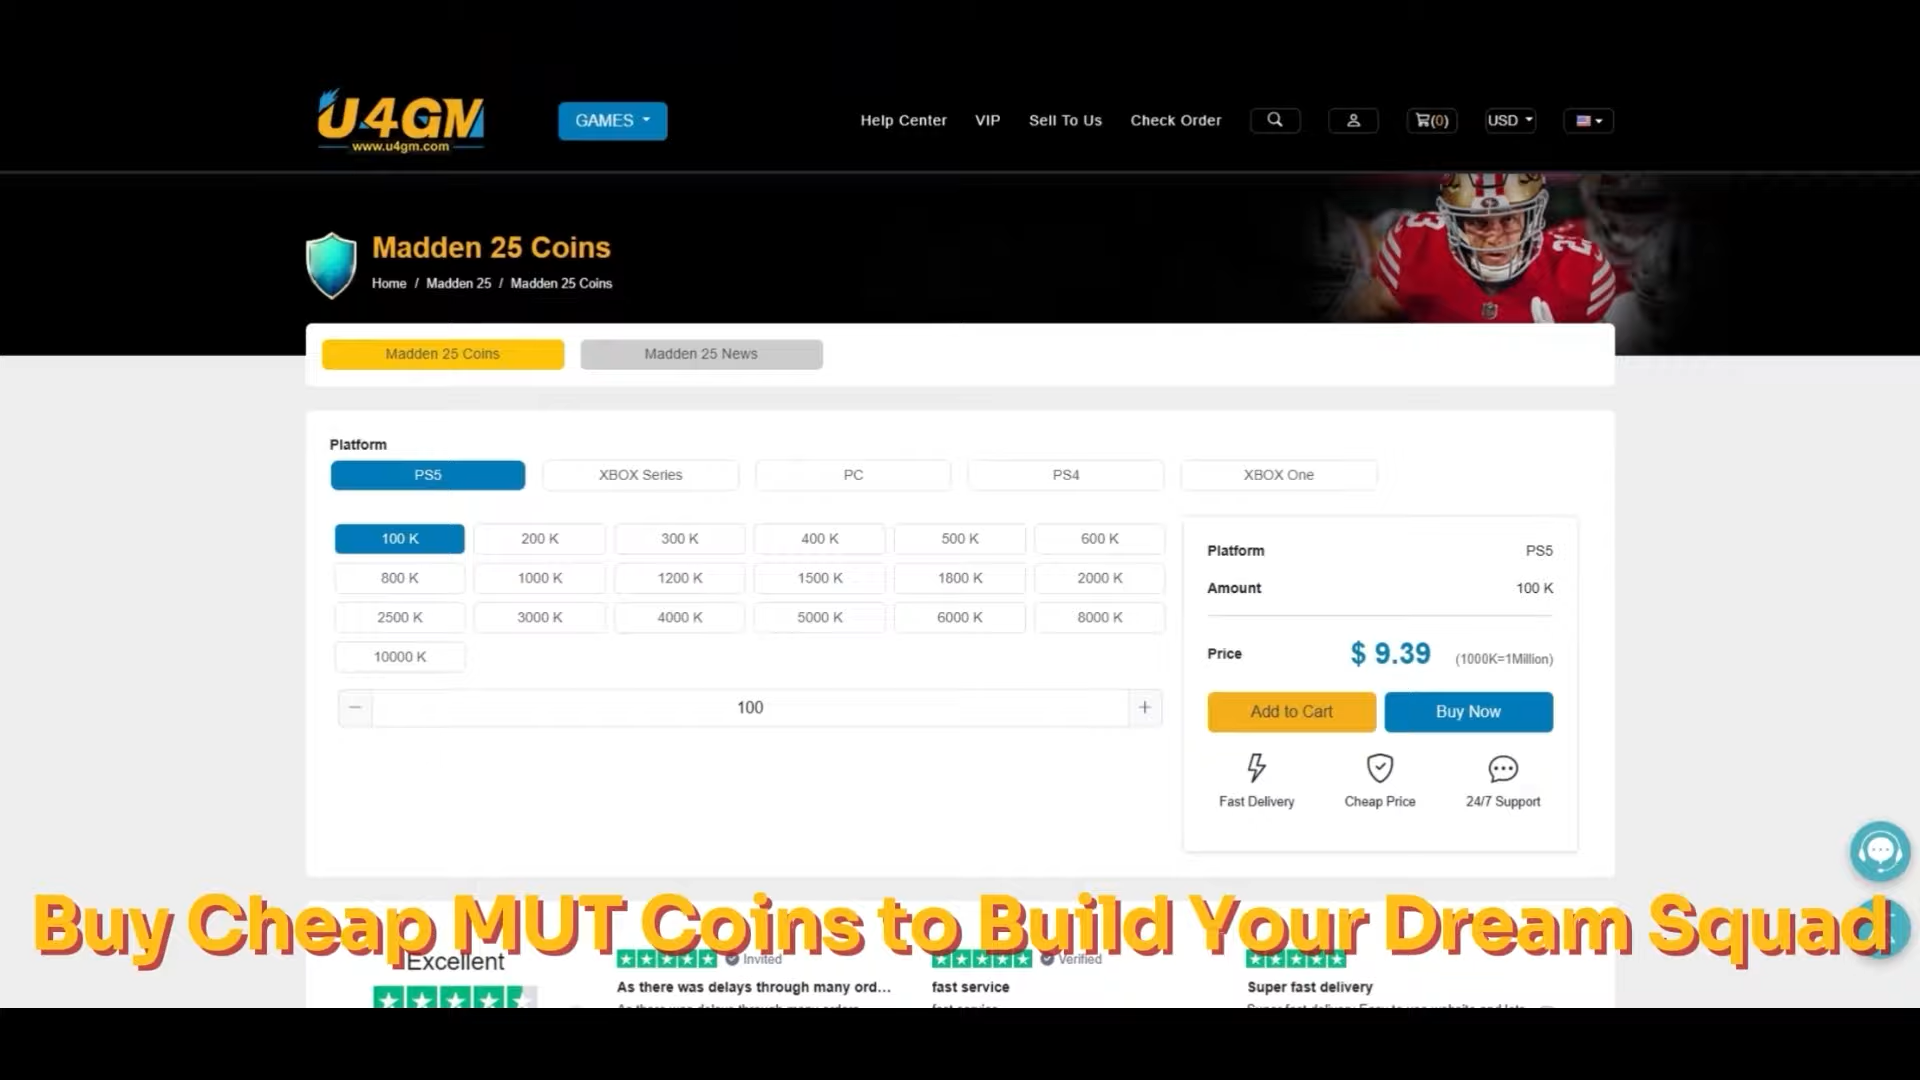 U4GM
www.u4gm.com
GAMES
Help Center
VIP
Sell To Us
Check Order
(0)
USD
Madden 25 Coins
Home / Madden 25 / Madden 25 Coins
Madden 25 Coins
Madden 25 News
Platform
PS5
XBOX Series
PC
PS4
XBOX One
100 K
200 K
300 K
400 K
500 K
600 K
800 K
1000 K
1200 K
1500 K
1800 K
2000 K
2500 K
3000 K
4000 K
5000 K
6000 K
8000 K
10000 K
− 100 +
Platform PS5
Amount 100 K
Price $ 9.39 (1000K=1Million)
Add to Cart
Buy Now
Fast Delivery
Cheap Price
24/7 Support
Buy Cheap MUT Coins to Build Your Dream Squad
Excellent
Invited
Verified
As there was delays through many ord...
fast service
Super fast delivery